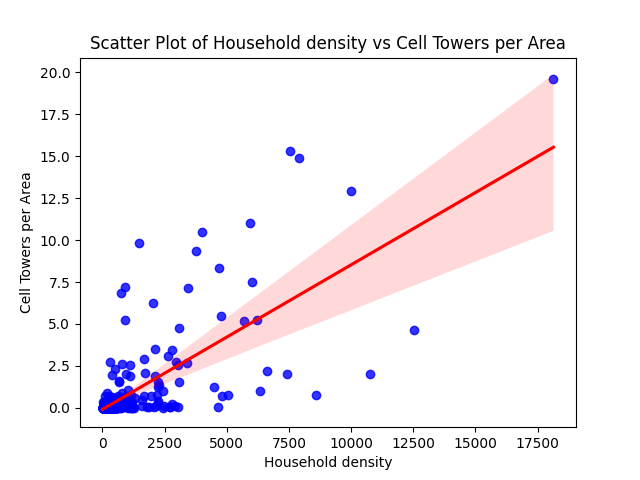 Scatter Plot of Household density vs Cell Towers per Area
20.0
17.5
15.0
12.5
10.0
7.5
5.0
2.5
0.0
Cell Towers per Area
0 2500 5000 7500 10000 12500 15000 17500
Household density